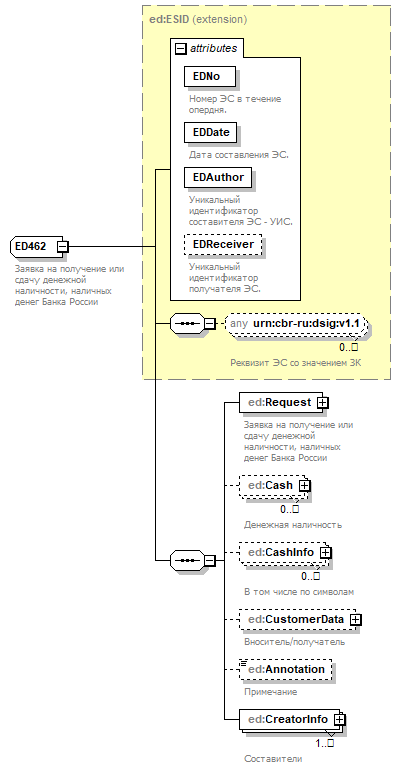 ed:ESID (extension)
attributes
EDNo
Номер ЭС в течение
опердня.
EDDate
Дата составления ЭС.
EDAuthor
Уникальный
идентификатор
составителя ЭС - УИС.
EDReceiver
Уникальный
идентификатор
получателя ЭС.
ED462
Заявка на получение или
сдачу денежной
наличности, наличных
денег Банка России
any urn:cbr-ru:dsig:v1.1
0..□
Реквизит ЭС со значением ЗК
ed:Request
Заявка на получение или
сдачу денежной
наличности, наличных
денег Банка России
ed:Cash
0..□
Денежная наличность
ed:CashInfo
0..□
В том числе по символам
ed:CustomerData
Вноситель/получатель
ed:Annotation
Примечание
ed:CreatorInfo
1..□
Составители